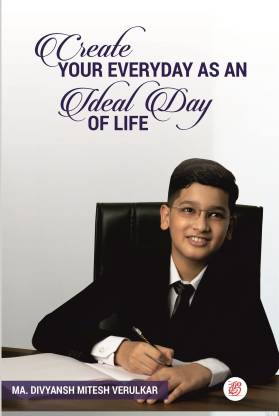 Create
YOUR EVERYDAY AS AN
Ideal Day
OF LIFE
MA. DIVYANSH MITESH VERULKAR